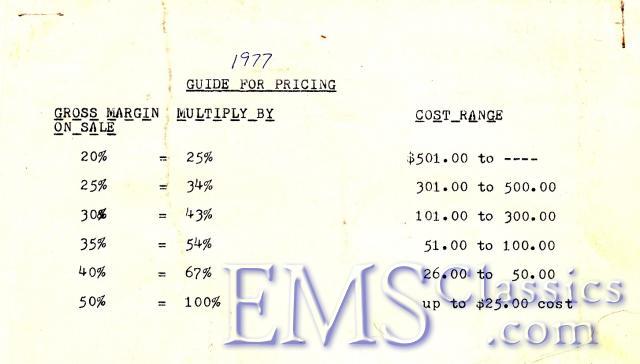 1977
GUIDE FOR PRICING
GROSS MARGIN MULTIPLY BY COST RANGE
ON SALE
20% = 25% $501.00 to ----
25% = 34% 301.00 to 500.00
30% = 43% 101.00 to 300.00
35% = 54% 51.00 to 100.00
40% = 67% 26.00 to 50.00
50% = 100% up to $25.00 cost
EMS Classics
.com